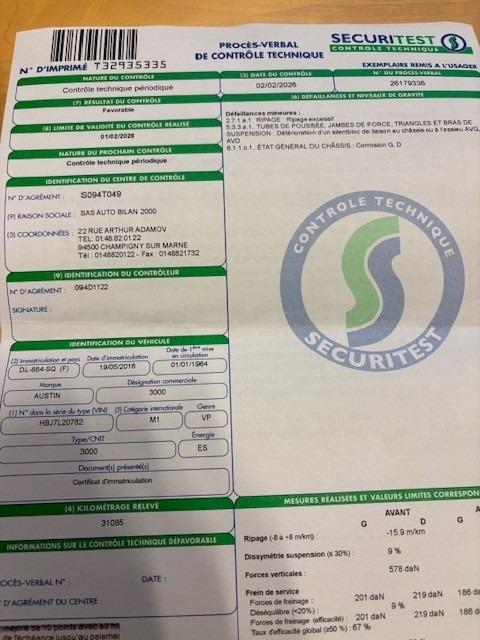 N° D'IMPRIMÉ T32935335
PROCÈS-VERBAL
DE CONTRÔLE TECHNIQUE
SECURITEST
CONTROLE TECHNIQUE
EXEMPLAIRE REMIS A L'USAGER
NATURE DU CONTRÔLE
Contrôle technique périodique
(3) DATE DU CONTRÔLE
02/02/2026
N° DU PROCÈS-VERBAL
26179336
(7) RÉSULTAT DU CONTRÔLE
Favorable
(8) LIMITE DE VALIDITÉ DU CONTRÔLE RÉALISÉ
01/02/2028
NATURE DU PROCHAIN CONTRÔLE
Contrôle technique périodique
(6) DÉFAILLANCES ET NIVEAUX DE GRAVITÉ
Défaillances mineures :
2.7.1.a.1. RIPAGE : Ripage excessif
5.3.3.a.1. TUBES DE POUSSÉE, JAMBES DE FORCE, TRIANGLES ET BRAS DE
SUSPENSION : Détérioration d'un silentbloc de liaison au châssis ou à l'essieu AVG,
AVD
ÉTAT GÉNÉRAL DU CHÂSSIS : Corrosion G, D
IDENTIFICATION DU CENTRE DE CONTRÔLE
N° D'AGRÉMENT : S094T049
(9) RAISON SOCIALE : SAS AUTO BILAN 2000
(3) COORDONNÉES : 22 RUE ARTHUR ADAMOV
TEL: 01.48.82.01.22
94500 CHAMPIGNY SUR MARNE
Tél : 0148820122 - Fax : 0148821732
(9) IDENTIFICATION DU CONTRÔLEUR
N° D'AGRÉMENT : 094D1122
SIGNATURE :
CONTROLE TECHNIQUE
SECURITEST
IDENTIFICATION DU VÉHICULE
(2) Immatriculation et pays
DL-884-SQ (F)
Date d'immatriculation
19/05/2016
Date de 1ère mise
en circulation
01/01/1964
Marque
AUSTIN
Désignation commerciale
3000
(1) N° dans la série du type (VIN)
HBJ7L20782
(5) Catégorie internationale
M1
Genre
VP
Type/CNIT
3000
Énergie
ES
Document(s) présenté(s)
Certificat d'immatriculation
(4) KILOMÉTRAGE RELEVÉ
31085
INFORMATIONS SUR LE CONTRÔLE TECHNIQUE DÉFAVORABLE
PROCÈS-VERBAL N° : DATE :
N° D'AGRÉMENT DU CENTRE :
MESURES RÉALISÉES ET VALEURS LIMITES CORRESPON
AVANT
G D G
Ripage (-8 à +8 m/km) : -15.9 m/km
Dissymétrie suspension (≤ 30%) : 9 %
Forces verticales : 578 daN
Frein de service
Forces de freinage : 201 daN 219 daN 186 da
Déséquilibre (<20%) : 9 %
Forces de freinage (efficacité) : 201 daN 219 daN 186 d
Taux d'efficacité global (≥50 %) : 67 %